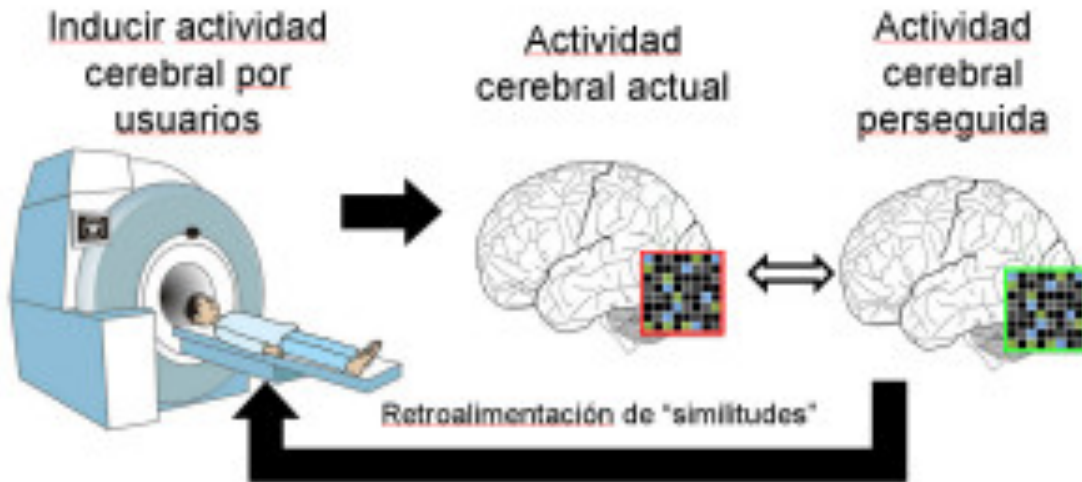 Inducir actividad
cerebral por
usuarios
Actividad
cerebral actual
Actividad
cerebral
perseguida
Retroalimentación de "similitudes"